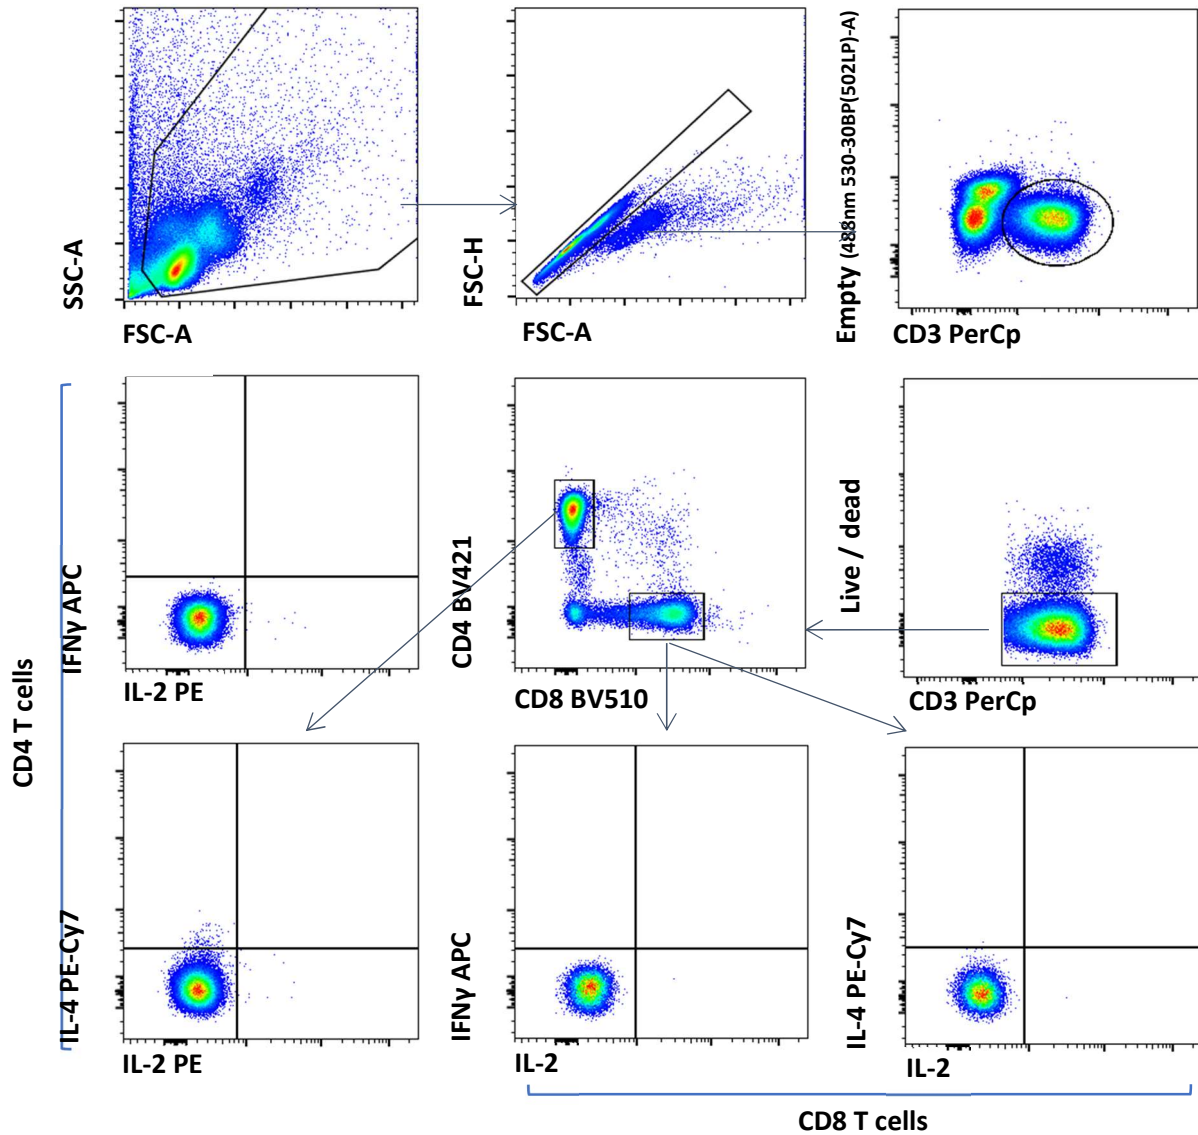 SSC-A
FSC-A
FSC-H
FSC-A
Empty (488nm 530-30BP(502LP)-A)
CD3 PerCp
CD4 T cells
IFNγ APC
IL-2 PE
CD4 BV421
CD8 BV510
Live / dead
CD3 PerCp
IL-4 PE-Cy7
IL-2 PE
IFNγ APC
IL-2
IL-4 PE-Cy7
IL-2
CD8 T cells